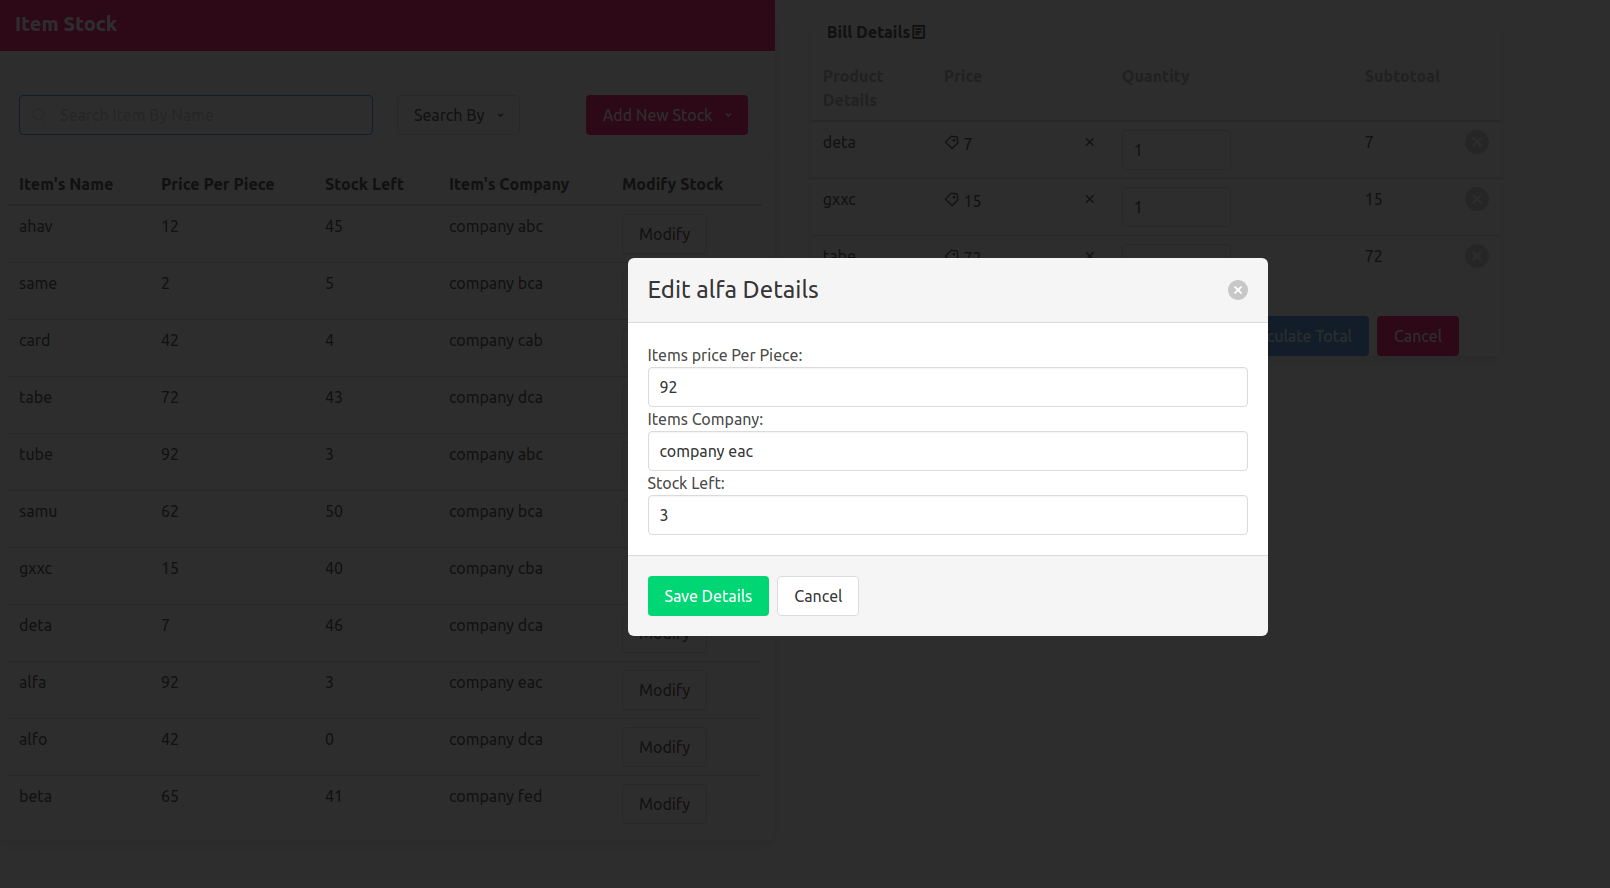 Item Stock
Search Item By Name
Search By
Add New Stock
Item's Name Price Per Piece Stock Left Item's Company Modify Stock
ahav 12 45 company abc Modify
same 2 5 company bca
card 42 4 company cab
tabe 72 43 company dca
tube 92 3 company abc
samu 62 50 company bca
gxxc 15 40 company cba
deta 7 46 company dca Modify
alfa 92 3 company eac Modify
alfo 42 0 company dca Modify
beta 65 41 company fed Modify
Bill Details
Product Details Price Quantity Subtotoal
deta 7 × 1 7
gxxc 15 × 1 15
tabe 72 × 72
culate Total
Cancel
Edit alfa Details
Items price Per Piece:
92
Items Company:
company eac
Stock Left:
3
Save Details
Cancel